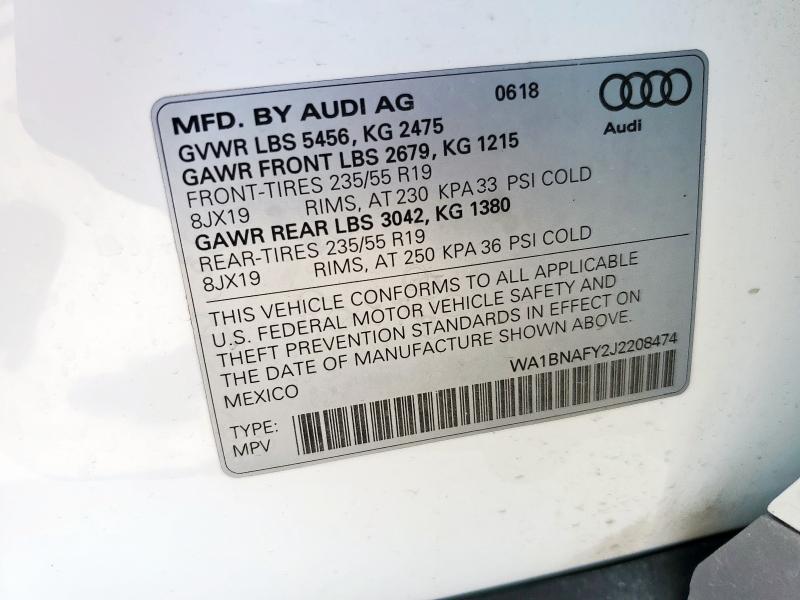 MFD. BY AUDI AG 0618
Audi
GVWR LBS 5456, KG 2475
GAWR FRONT LBS 2679, KG 1215
FRONT-TIRES 235/55 R19
8JX19 RIMS, AT 230 KPA 33 PSI COLD
GAWR REAR LBS 3042, KG 1380
REAR-TIRES 235/55 R19
8JX19 RIMS, AT 250 KPA 36 PSI COLD
THIS VEHICLE CONFORMS TO ALL APPLICABLE
U.S. FEDERAL MOTOR VEHICLE SAFETY AND
THEFT PREVENTION STANDARDS IN EFFECT ON
THE DATE OF MANUFACTURE SHOWN ABOVE.
MEXICO WA1BNAFY2J2208474
TYPE:
MPV